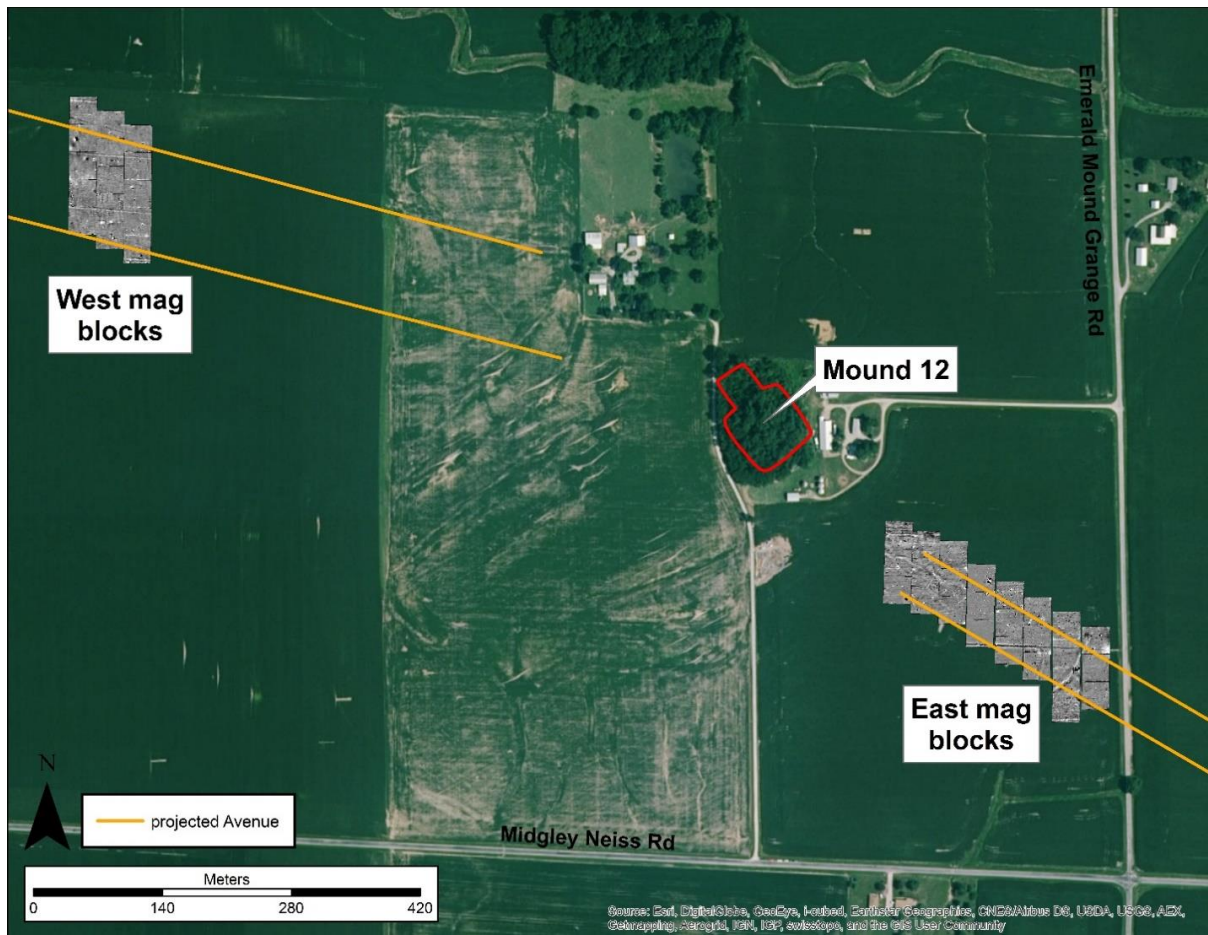 Emerald Mound Grange Rd
West mag
blocks
Mound 12
East mag
blocks
N
projected Avenue
Midgley Neiss Rd
Meters
0 140 280 420
Source: Esri, DigitalGlobe, GeoEye, i-cubed, Earthstar Geographics, CNES/Airbus DS, USDA, USGS, AEX,
Getmapping, Aerogrid, IGN, IGP, swisstopo, and the GIS User Community